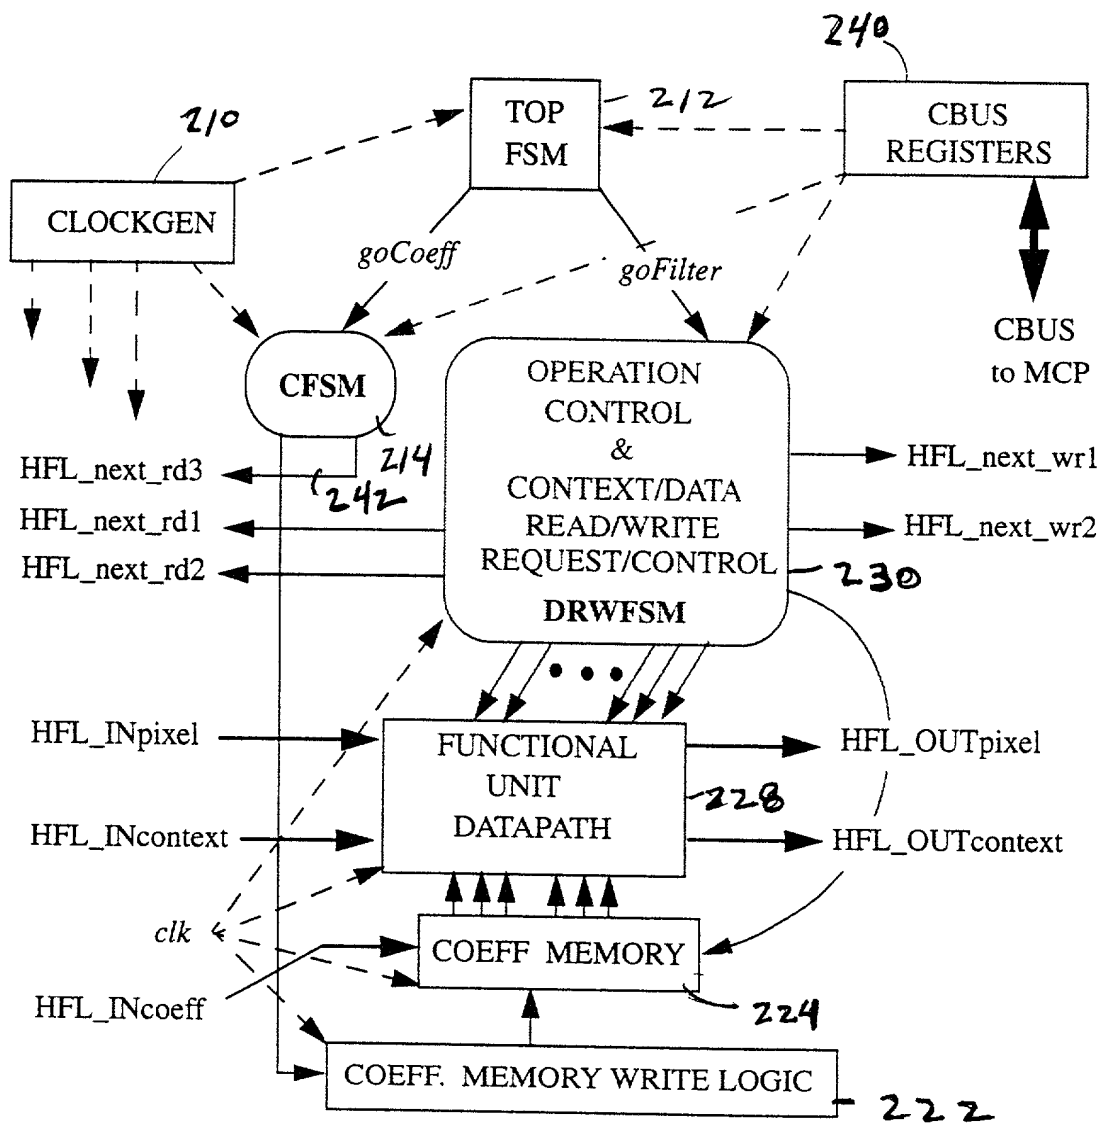 240
210
TOP
FSM
212
CBUS
REGISTERS
CLOCKGEN
goCoeff
goFilter
CBUS
to MCP
CFSM
214
242
OPERATION
CONTROL
&
CONTEXT/DATA
READ/WRITE
REQUEST/CONTROL
DRWFSM
230
HFL_next_rd3
HFL_next_rd1
HFL_next_rd2
HFL_next_wr1
HFL_next_wr2
HFL_INpixel
HFL_INcontext
FUNCTIONAL
UNIT
DATAPATH
228
HFL_OUTpixel
HFL_OUTcontext
clk
HFL_INcoeff
COEFF MEMORY
224
COEFF. MEMORY WRITE LOGIC
222